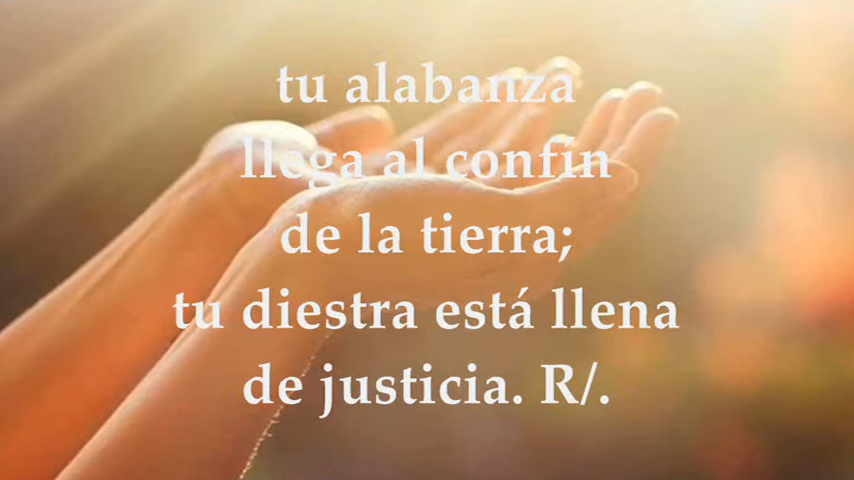 tu alabanza
llega al confín
de la tierra;
tu diestra está llena
de justicia. R/.